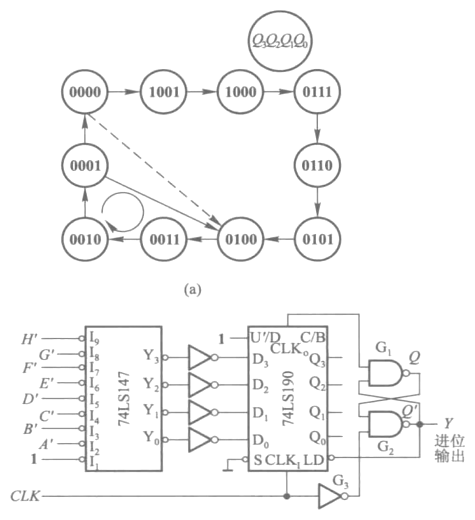 Q₃Q₂Q₁Q₀
0000 1001 1000 0111
0001 0110
0010 0011 0100 0101
(a)
H' I₉
G' I₈
F' I₇
E' I₆
D' I₅
C' I₄
B' I₃
A' I₂
1 I₁
74LS147
Y₃
Y₂
Y₁
Y₀
1 U'/D C/B
CLKₒ
D₃ Q₃
D₂ Q₂
D₁ Q₁
D₀ Q₀
74LS190
S CLK₁ LD
G₁ Q
Q' Y
G₂ 进位
输出
CLK G₃